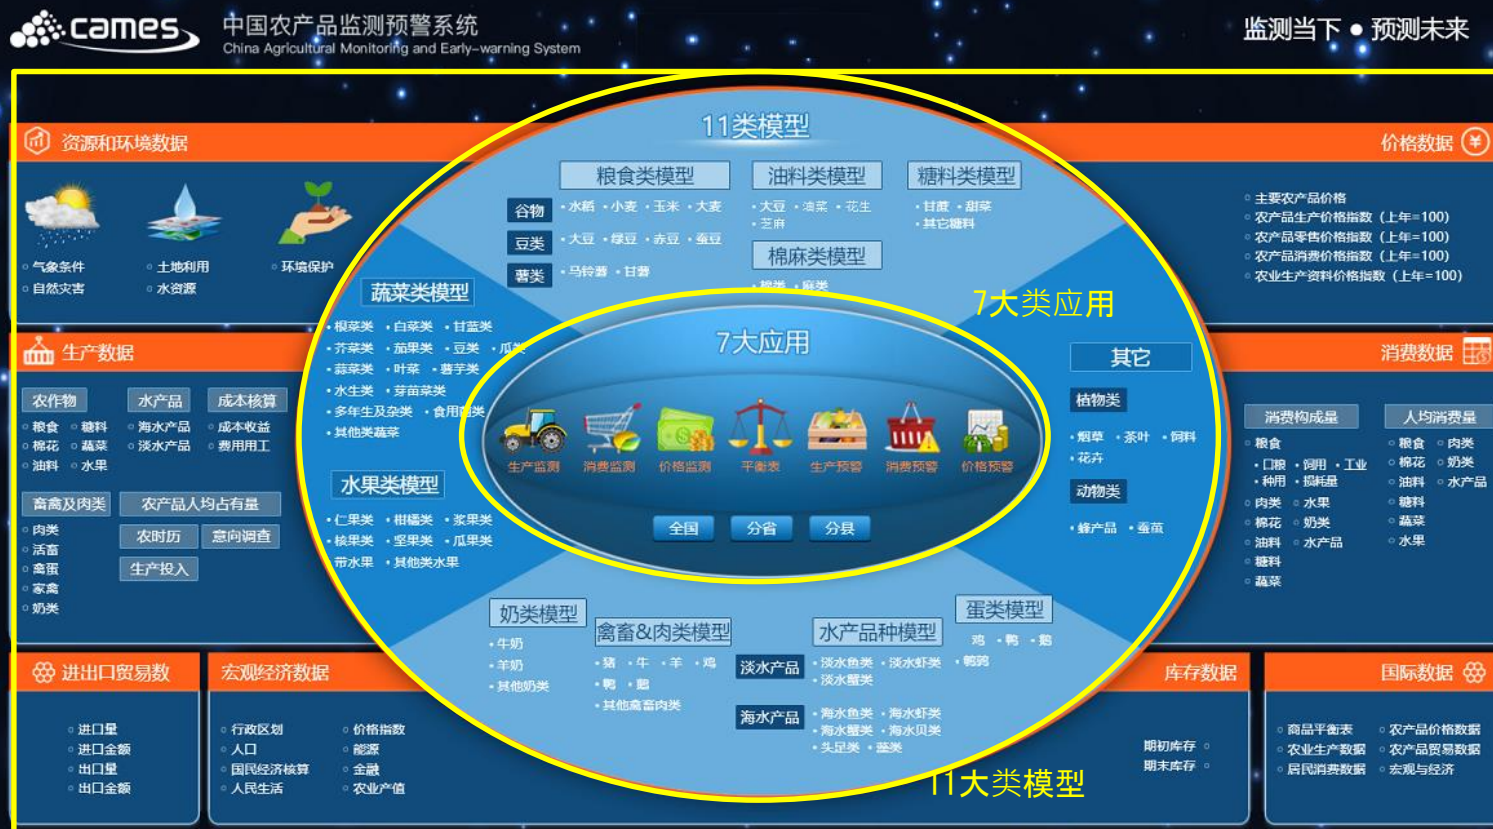 cames
中国农产品监测预警系统
China Agricultural Monitoring and Early-warning System
监测当下 ● 预测未来
资源和环境数据
气象条件 土地利用 环境保护
自然灾害 水资源
生产数据
农作物 水产品 成本核算
粮食 糖料 海水产品 成本收益
棉花 蔬菜 淡水产品 费用用工
油料 水果
畜禽及肉类 农产品人均占有量
肉类 农时历 意向调查
活畜
禽蛋 生产投入
家禽
奶类
进出口贸易数
进口量
进口金额
出口量
出口金额
宏观经济数据
行政区划 价格指数
人口 能源
国民经济核算 金融
人民生活 农业产值
11类模型
粮食类模型
谷物 ·水稻 ·小麦 ·玉米 ·大麦
豆类 ·大豆 ·绿豆 ·赤豆 ·蚕豆
薯类 ·马铃薯 ·甘薯
油料类模型
·大豆 ·油菜 ·花生
·芝麻
糖料类模型
·甘蔗 ·甜菜
·其它糖料
棉麻类模型
·棉类 ·麻类
蔬菜类模型
·根菜类 ·白菜类 ·甘蓝类
·芥菜类 ·茄果类 ·豆类 ·瓜类
·蒜菜类 ·叶菜 ·薯芋类
·水生类 ·芽苗菜类
·多年生及杂类 ·食用菌类
·其他类蔬菜
水果类模型
·仁果类 ·柑橘类 ·浆果类
·核果类 ·坚果类 ·瓜果类
带水果 ·其他类水果
7大类应用
7大应用
生产监测 消费监测 价格监测 平衡表 生产预警 消费预警 价格预警
全国 分省 分县
其它
植物类
·烟草 ·茶叶 ·饲料
·花卉
动物类
·蜂产品 ·蚕茧
奶类模型
·牛奶
·羊奶
·其他奶类
禽畜&肉类模型
·猪 ·牛 ·羊 ·鸡
·鸭 ·鹅
·其他禽畜肉类
水产品种模型
淡水产品 ·淡水鱼类 ·淡水虾类
·淡水蟹类
海水产品 ·海水鱼类 ·海水虾类
·海水蟹类 ·海水贝类
·头足类 ·藻类
蛋类模型
鸡 ·鸭 ·鹅
·鹌鹑
11大类模型
价格数据
主要农产品价格
农产品生产价格指数（上年=100）
农产品零售价格指数（上年=100）
农产品消费价格指数（上年=100）
农业生产资料价格指数（上年=100）
消费数据
消费构成量 人均消费量
粮食 粮食 肉类
·口粮 ·饲用 ·工业 棉花 奶类
·种用 ·损耗量 油料 水产品
肉类 水果 糖料
棉花 奶类 蔬菜
油料 水产品 水果
糖料
蔬菜
库存数据
期初库存
期末库存
国际数据
商品平衡表 农产品价格数据
农业生产数据 农产品贸易数据
居民消费数据 宏观与经济